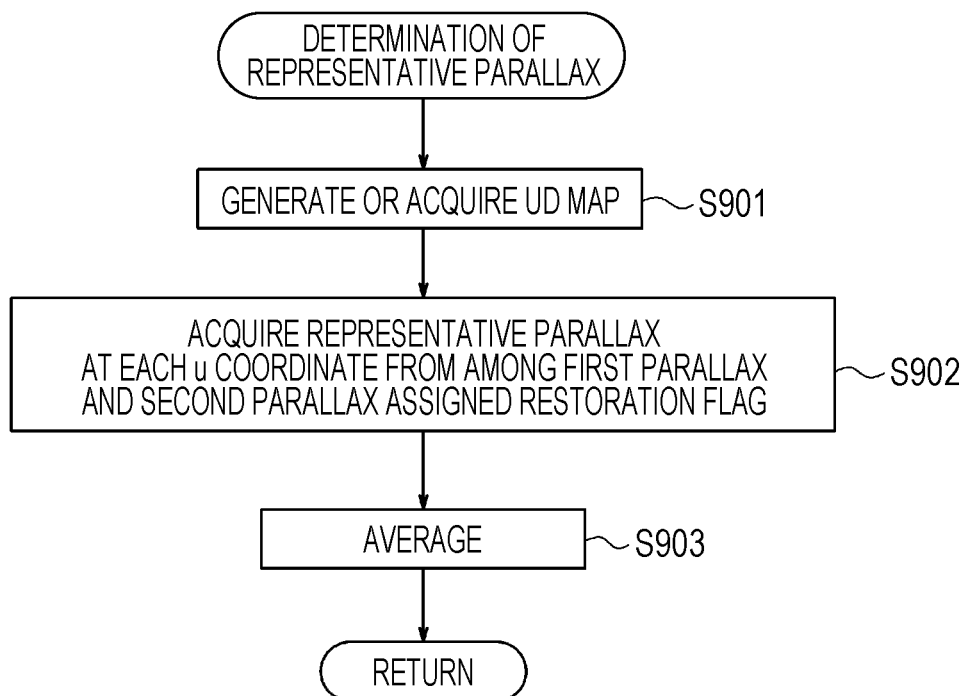 DETERMINATION OF
REPRESENTATIVE PARALLAX
GENERATE OR ACQUIRE UD MAP
S901
ACQUIRE REPRESENTATIVE PARALLAX
AT EACH u COORDINATE FROM AMONG FIRST PARALLAX
AND SECOND PARALLAX ASSIGNED RESTORATION FLAG
S902
AVERAGE
S903
RETURN